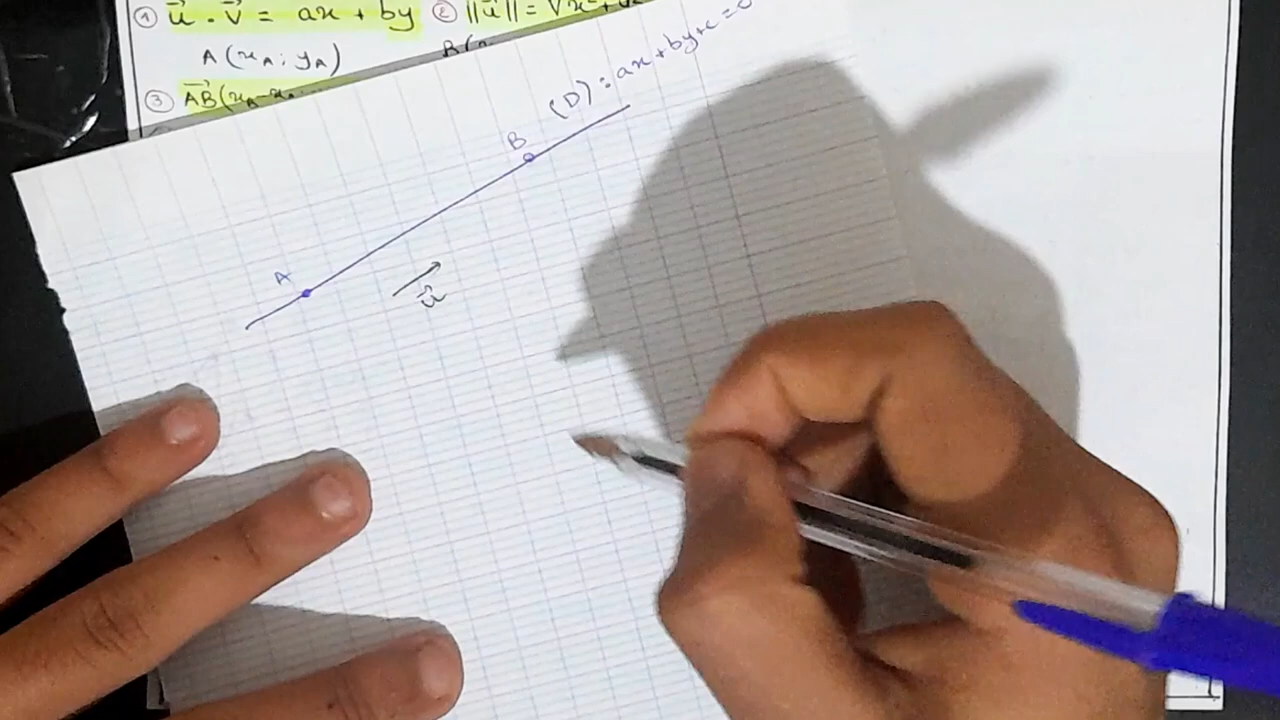 ① u⃗ . v⃗ = ax + by ② ||u⃗|| =
A(xA ; yA) B(
③ AB⃗(
(D) : ax + by + c = 0
B
A
u⃗